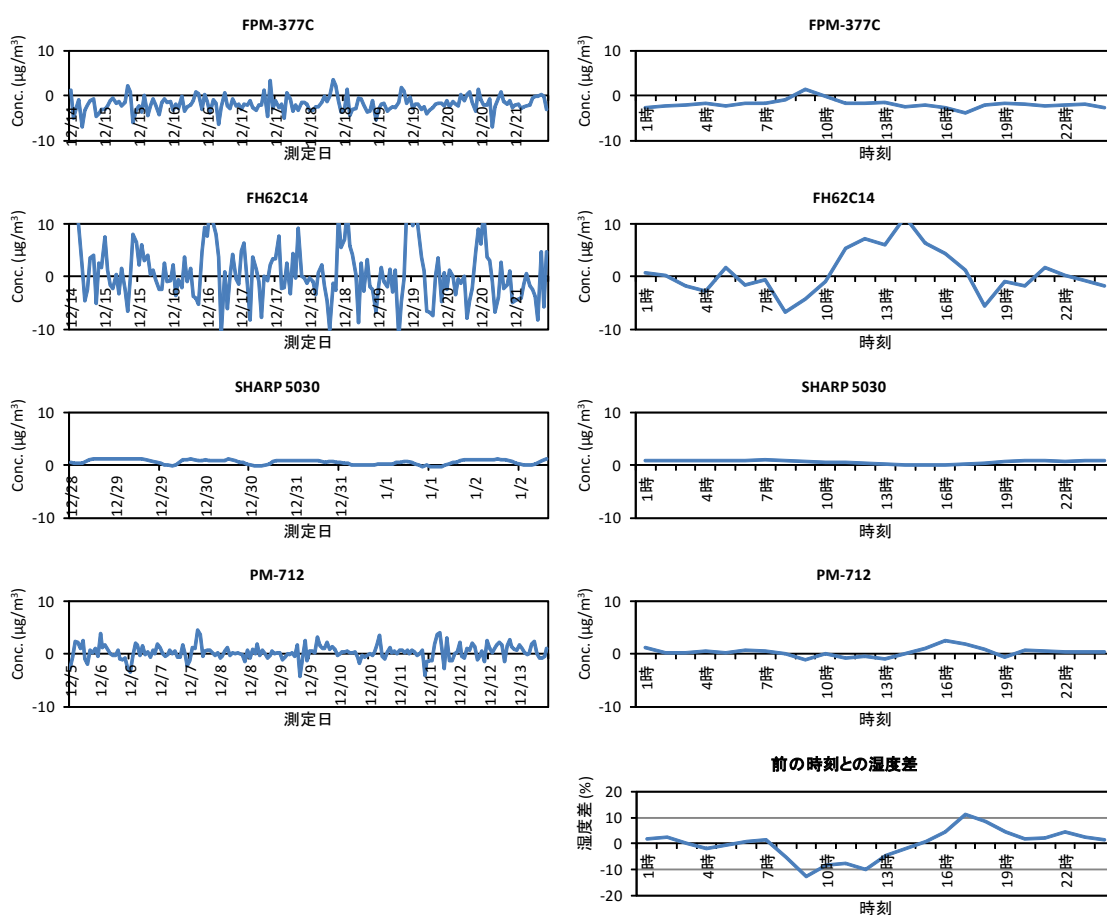 FPM-377C
Conc. (μg/m³)
10
0
-10
12/14 12/15 12/15 12/16 12/16 12/17 12/17 12/18 12/18 12/19 12/19 12/20 12/20 12/21
測定日
FPM-377C
Conc. (μg/m³)
10
0
-10
1時 4時 7時 10時 13時 16時 19時 22時
時刻
FH62C14
Conc. (μg/m³)
10
0
-10
12/14 12/15 12/15 12/16 12/16 12/17 12/17 12/18 12/18 12/19 12/19 12/20 12/20 12/21
測定日
FH62C14
Conc. (μg/m³)
10
0
-10
1時 4時 7時 10時 13時 16時 19時 22時
時刻
SHARP 5030
Conc. (μg/m³)
10
0
-10
12/28 12/29 12/29 12/30 12/30 12/31 12/31 1/1 1/1 1/2 1/2
測定日
SHARP 5030
Conc. (μg/m³)
10
0
-10
1時 4時 7時 10時 13時 16時 19時 22時
時刻
PM-712
Conc. (μg/m³)
10
0
-10
12/5 12/6 12/6 12/7 12/7 12/8 12/8 12/9 12/9 12/10 12/10 12/11 12/11 12/12 12/12 12/13
測定日
PM-712
Conc. (μg/m³)
10
0
-10
1時 4時 7時 10時 13時 16時 19時 22時
時刻
前の時刻との湿度差
湿度差 (%)
20
10
0
-10
-20
1時 4時 7時 10時 13時 16時 19時 22時
時刻